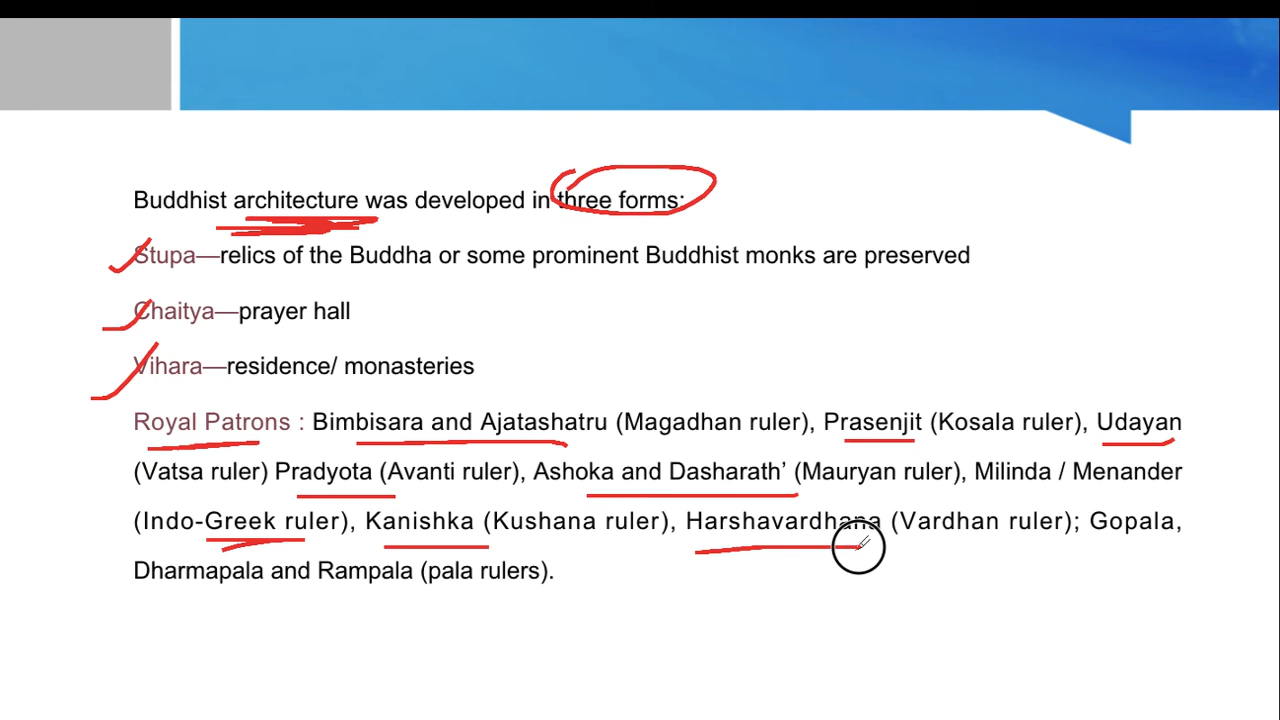 Buddhist architecture was developed in three forms:
Stupa—relics of the Buddha or some prominent Buddhist monks are preserved
Chaitya—prayer hall
Vihara—residence/ monasteries
Royal Patrons : Bimbisara and Ajatashatru (Magadhan ruler), Prasenjit (Kosala ruler), Udayan
(Vatsa ruler) Pradyota (Avanti ruler), Ashoka and Dasharath’ (Mauryan ruler), Milinda / Menander
(Indo-Greek ruler), Kanishka (Kushana ruler), Harshavardhana (Vardhan ruler); Gopala,
Dharmapala and Rampala (pala rulers).